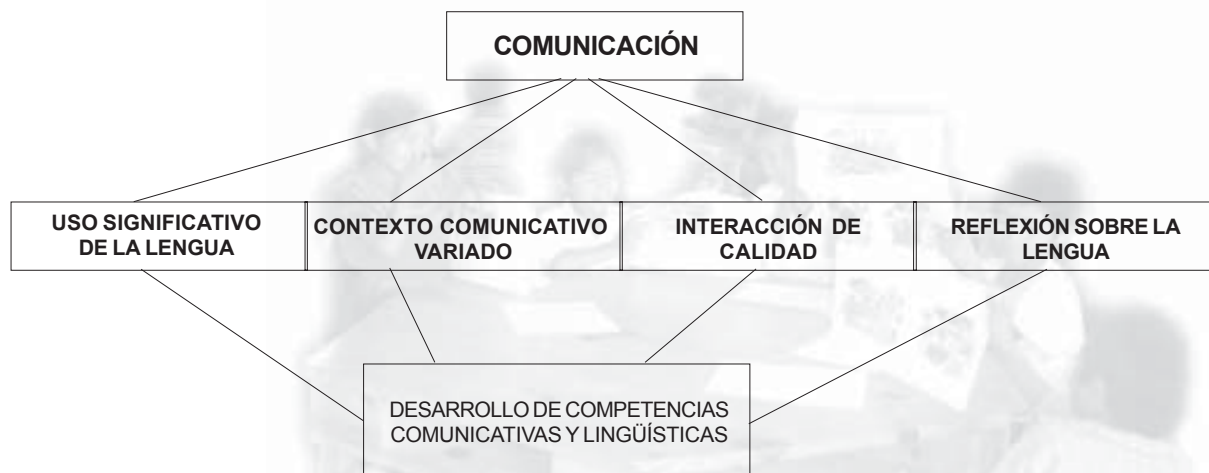 COMUNICACIÓN
USO SIGNIFICATIVO
DE LA LENGUA
CONTEXTO COMUNICATIVO
VARIADO
INTERACCIÓN DE
CALIDAD
REFLEXIÓN SOBRE LA
LENGUA
DESARROLLO DE COMPETENCIAS
COMUNICATIVAS Y LINGÜÍSTICAS